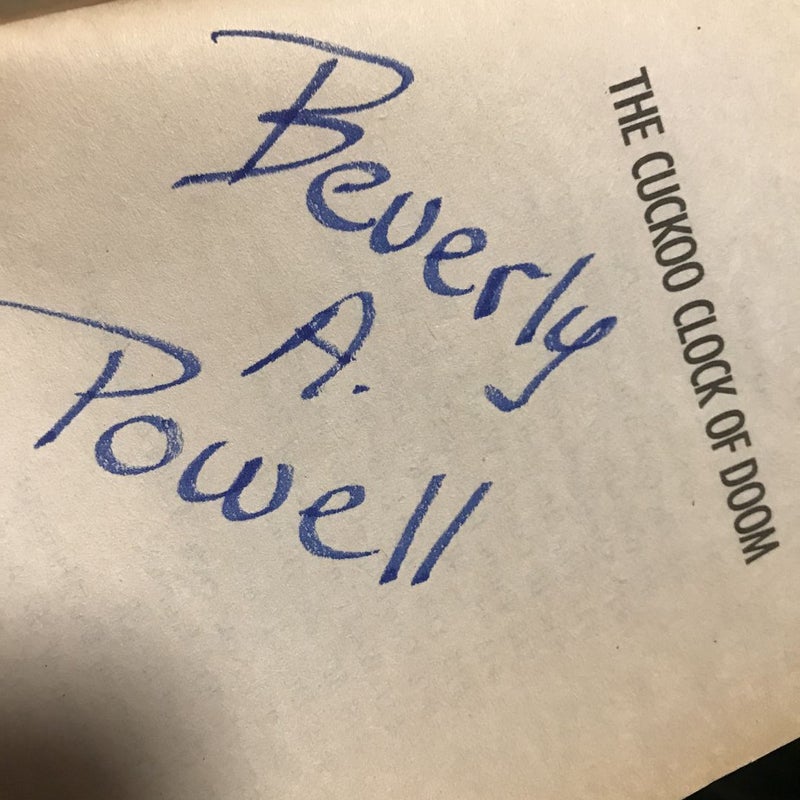 THE CUCKOO CLOCK OF DOOM
Beverly
A.
Powell